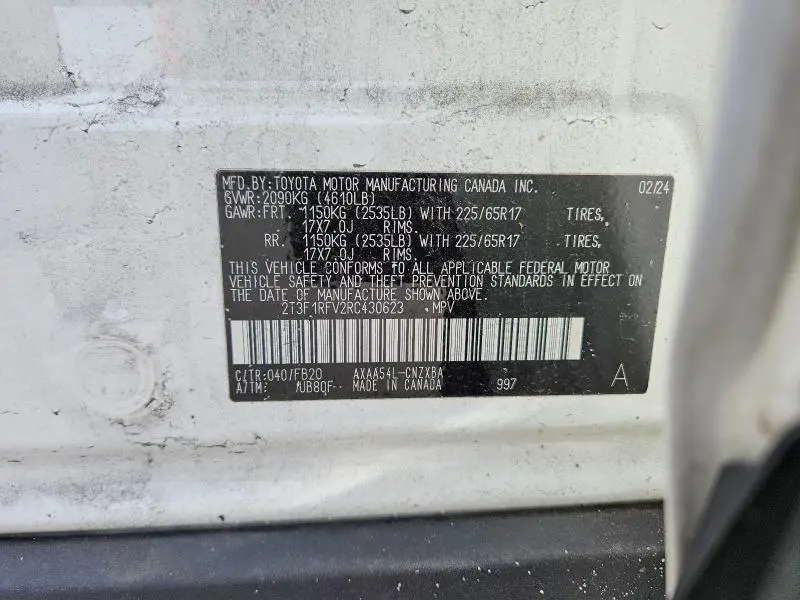 MFD.BY:TOYOTA MOTOR MANUFACTURING CANADA INC. 02/24
GVWR:2090KG (4610LB)
GAWR:FRT. 1150KG (2535LB) WITH 225/65R17 TIRES,
17X7.0J RIMS.
RR. 1150KG (2535LB) WITH 225/65R17 TIRES,
17X7.0J RIMS.
THIS VEHICLE CONFORMS TO ALL APPLICABLE FEDERAL MOTOR
VEHICLE SAFETY AND THEFT PREVENTION STANDARDS IN EFFECT ON
THE DATE OF MANUFACTURE SHOWN ABOVE.
2T3F1RFV2RC430623 MPV
C/TR:040/FB20 AXAA54L-CNZXBA
A/TM: UB80F MADE IN CANADA 997 A